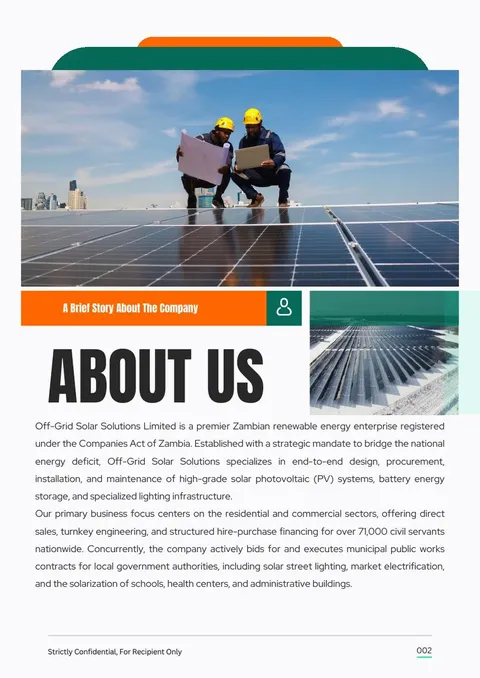 A Brief Story About The Company
ABOUT US
Off-Grid Solar Solutions Limited is a premier Zambian renewable energy enterprise registered
under the Companies Act of Zambia. Established with a strategic mandate to bridge the national
energy deficit, Off-Grid Solar Solutions specializes in end-to-end design, procurement,
installation, and maintenance of high-grade solar photovoltaic (PV) systems, battery energy
storage, and specialized lighting infrastructure.
Our primary business focus centers on the residential and commercial sectors, offering direct
sales, turnkey engineering, and structured hire-purchase financing for over 71,000 civil servants
nationwide. Concurrently, the company actively bids for and executes municipal public works
contracts for local government authorities, including solar street lighting, market electrification,
and the solarization of schools, health centers, and administrative buildings.
Strictly Confidential, For Recipient Only
002